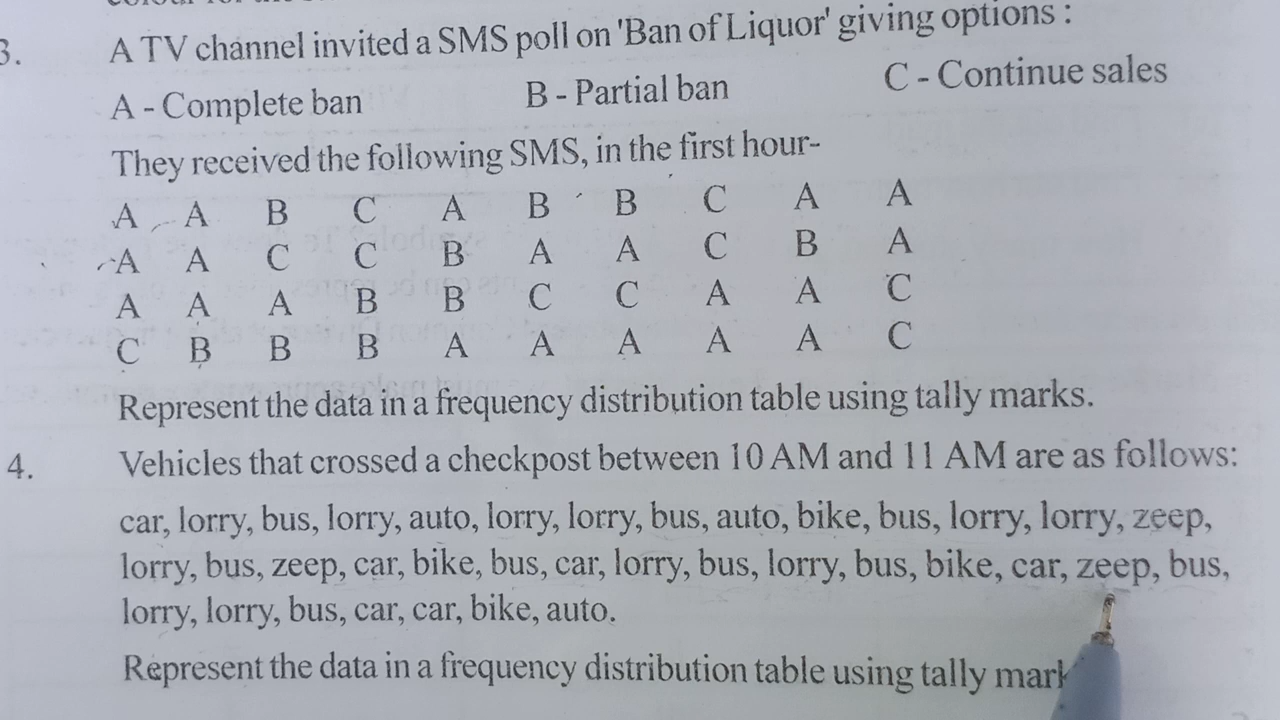 3. A TV channel invited a SMS poll on 'Ban of Liquor' giving options :
A - Complete ban B - Partial ban C - Continue sales
They received the following SMS, in the first hour-
A A B C A B B C A A
A A C C B A A C B A
A A A B B C C A A C
C B B B A A A A A C
Represent the data in a frequency distribution table using tally marks.
4. Vehicles that crossed a checkpost between 10 AM and 11 AM are as follows:
car, lorry, bus, lorry, auto, lorry, lorry, bus, auto, bike, bus, lorry, lorry, zeep,
lorry, bus, zeep, car, bike, bus, car, lorry, bus, lorry, bus, bike, car, zeep, bus,
lorry, lorry, bus, car, car, bike, auto.
Represent the data in a frequency distribution table using tally